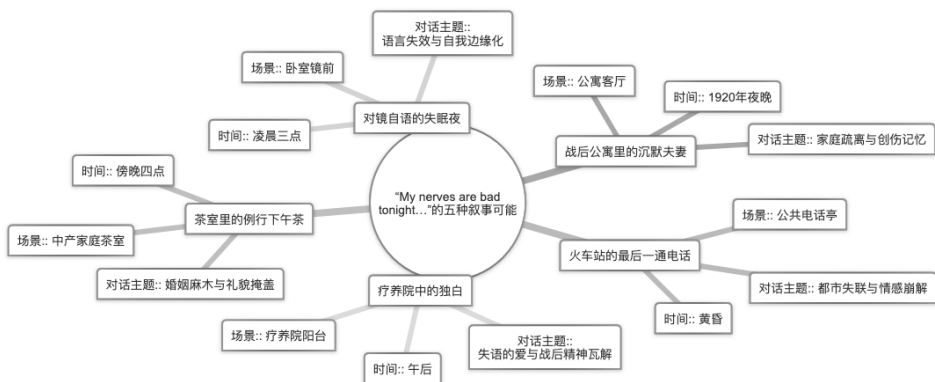 “My nerves are bad
tonight…”的五种叙事可能
对镜自语的失眠夜
对话主题::
语言失效与自我边缘化
场景:: 卧室镜前
时间:: 凌晨三点
战后公寓里的沉默夫妻
场景:: 公寓客厅
时间:: 1920年夜晚
对话主题:: 家庭疏离与创伤记忆
火车站的最后一通电话
场景:: 公共电话亭
对话主题:: 都市失联与情感崩解
时间:: 黄昏
疗养院中的独白
对话主题::
失语的爱与战后精神瓦解
时间:: 午后
场景:: 疗养院阳台
茶室里的例行下午茶
时间:: 傍晚四点
场景:: 中产家庭茶室
对话主题:: 婚姻麻木与礼貌掩盖